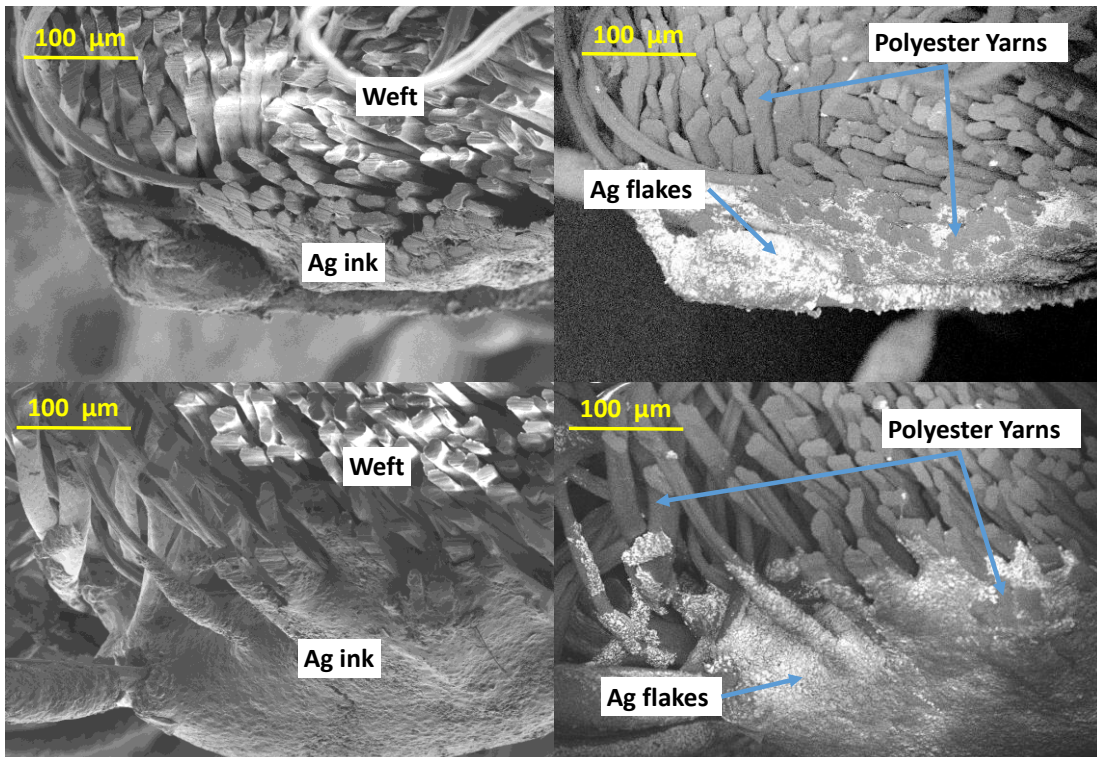 100 µm
Weft
Ag ink
100 µm
Polyester Yarns
Ag flakes
100 µm
Weft
Ag ink
100 µm
Polyester Yarns
Ag flakes